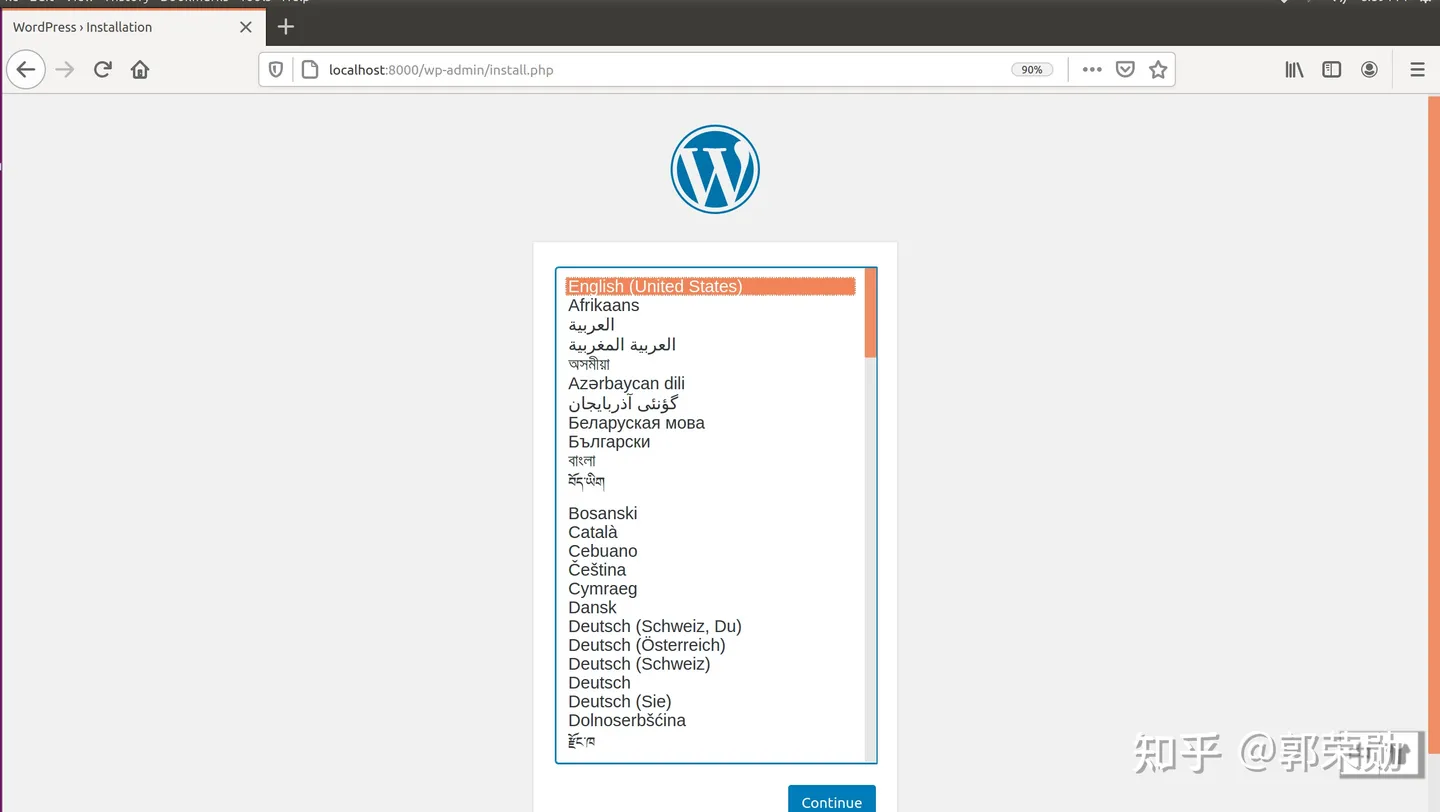 WordPress › Installation
localhost:8000/wp-admin/install.php
90%
English (United States)
Afrikaans
العربية
العربية المغربية
অসমীয়া
Azərbaycan dili
گؤنئی آذربایجان
Беларуская мова
Български
বাংলা
བོད་ཡིག
Bosanski
Català
Cebuano
Čeština
Cymraeg
Dansk
Deutsch (Schweiz, Du)
Deutsch (Österreich)
Deutsch (Schweiz)
Deutsch
Deutsch (Sie)
Dolnoserbšćina
རྫོང་ཁ
Continue
知乎 @郭荣勋